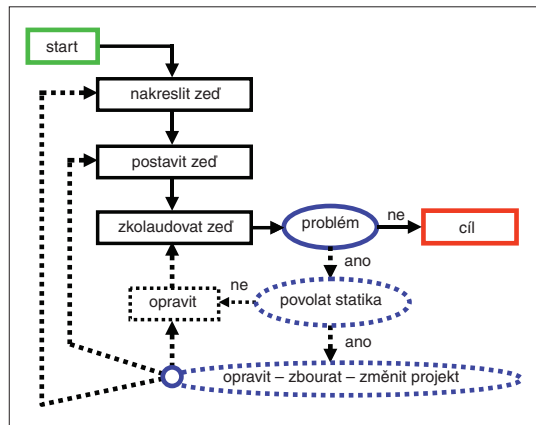 start
nakreslit zeď
postavit zeď
zkolaudovat zeď
problém
ne
cíl
ano
ne
opravit
povolat statika
ano
opravit – zbourat – změnit projekt